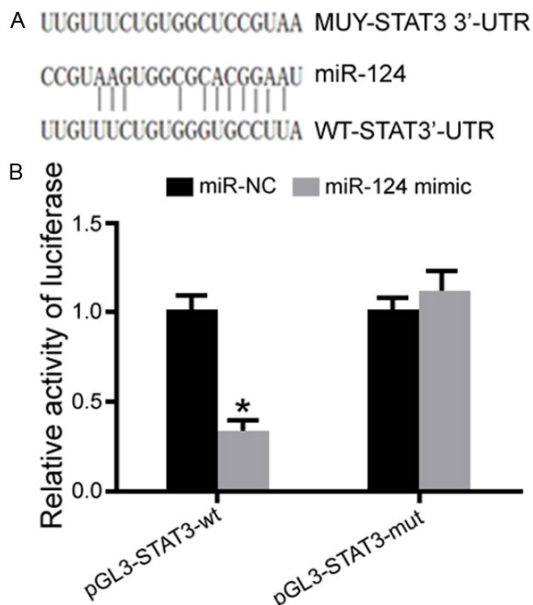 A
UUGUUUCUGUGGCUCCGUAA MUY-STAT3 3'-UTR
CCGUAAGUGGCGCACGGAAU miR-124
UUGUUUCUGUGGGUGCCUUA WT-STAT3'-UTR
B
miR-NC miR-124 mimic
Relative activity of luciferase
1.5
1.0
0.5
0.0
*
pGL3-STAT3-wt
pGL3-STAT3-mut